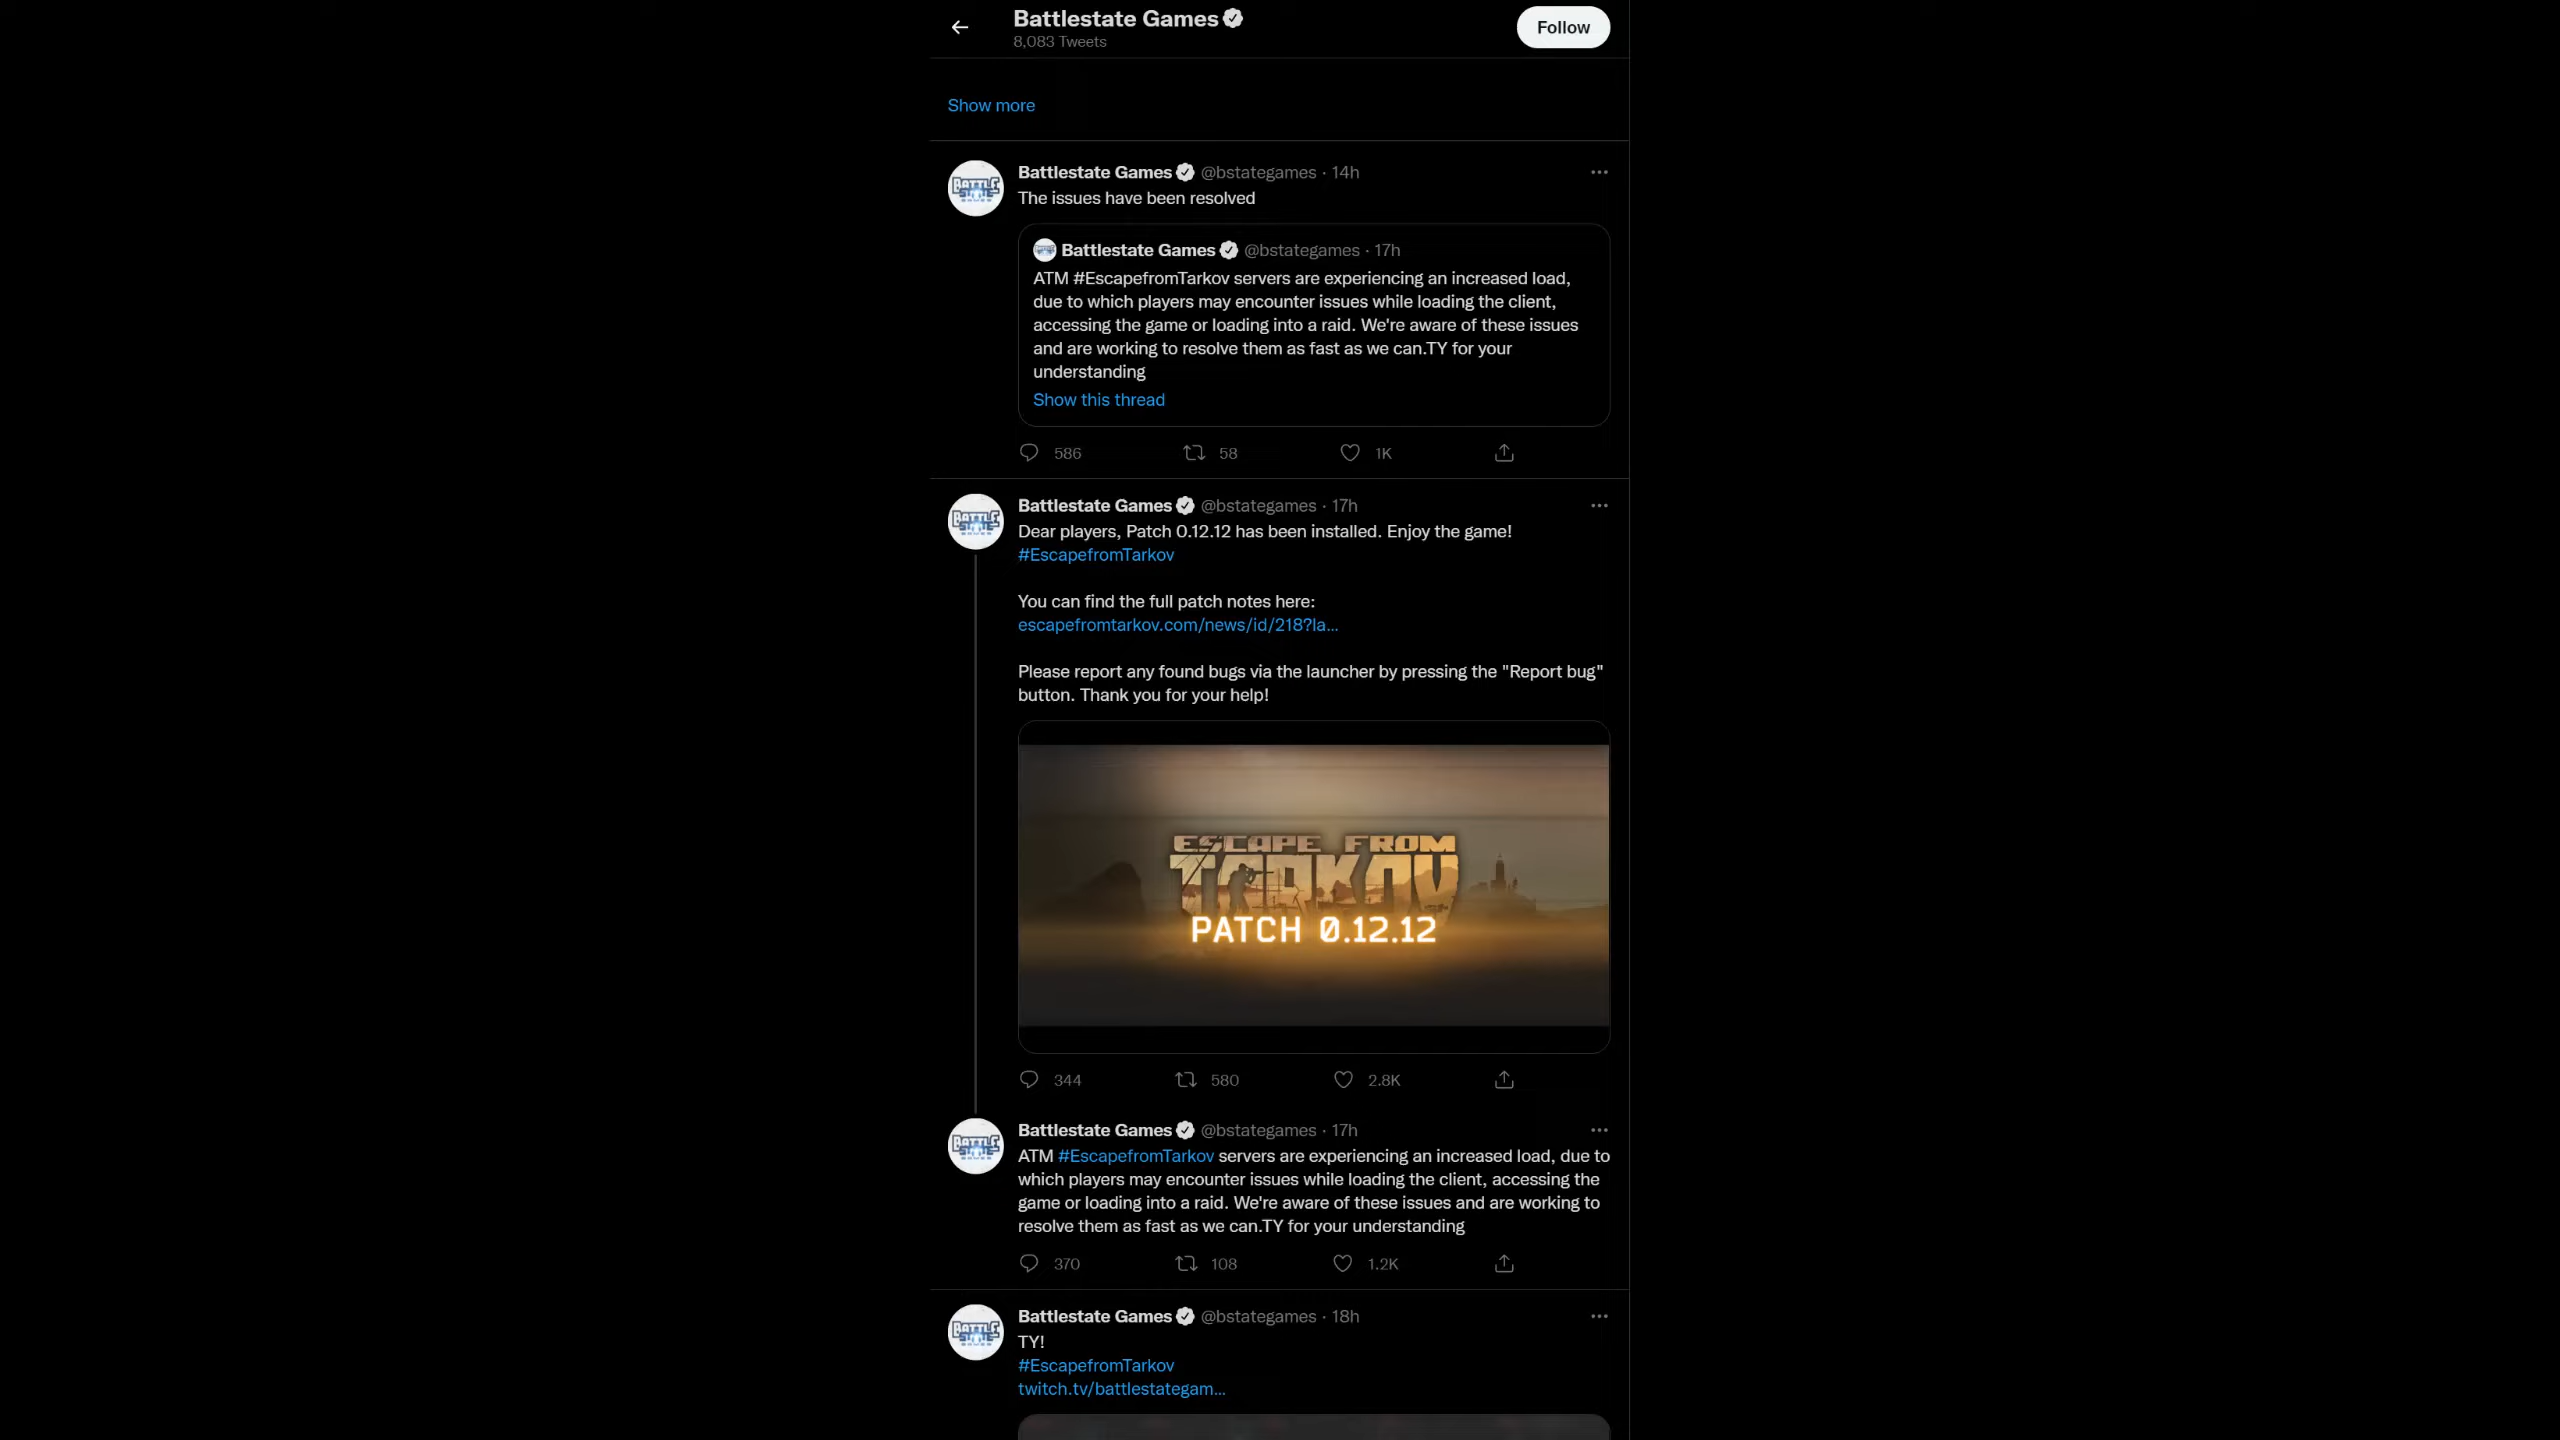 Battlestate Games
8,083 Tweets
Follow
Show more
Battlestate Games @bstategames · 14h
The issues have been resolved
Battlestate Games @bstategames · 17h
ATM #EscapefromTarkov servers are experiencing an increased load,
due to which players may encounter issues while loading the client,
accessing the game or loading into a raid. We're aware of these issues
and are working to resolve them as fast as we can.TY for your
understanding
Show this thread
586 58 1K
Battlestate Games @bstategames · 17h
Dear players, Patch 0.12.12 has been installed. Enjoy the game!
#EscapefromTarkov
You can find the full patch notes here:
escapefromtarkov.com/news/id/218?la...
Please report any found bugs via the launcher by pressing the "Report bug"
button. Thank you for your help!
ESCAPE FROM
TARKOV
PATCH 0.12.12
344 580 2.8K
Battlestate Games @bstategames · 17h
ATM #EscapefromTarkov servers are experiencing an increased load, due to
which players may encounter issues while loading the client, accessing the
game or loading into a raid. We're aware of these issues and are working to
resolve them as fast as we can.TY for your understanding
370 108 1.2K
Battlestate Games @bstategames · 18h
TY!
#EscapefromTarkov
twitch.tv/battlestategam...